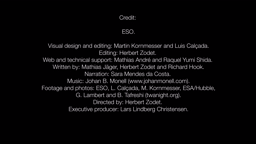 Credit:
ESO.
Visual design and editing: Martin Kornmesser and Luis Calçada.
Editing: Herbert Zodet.
Web and technical support: Mathias André and Raquel Yumi Shida.
Written by: Mathias Jäger, Herbert Zodet and Richard Hook.
Narration: Sara Mendes da Costa.
Music: Johan B. Monell (www.johanmonell.com).
Footage and photos: ESO, L. Calçada, M. Kornmesser, ESA/Hubble,
G. Lambert and B. Tafreshi (twanight.org).
Directed by: Herbert Zodet.
Executive producer: Lars Lindberg Christensen.